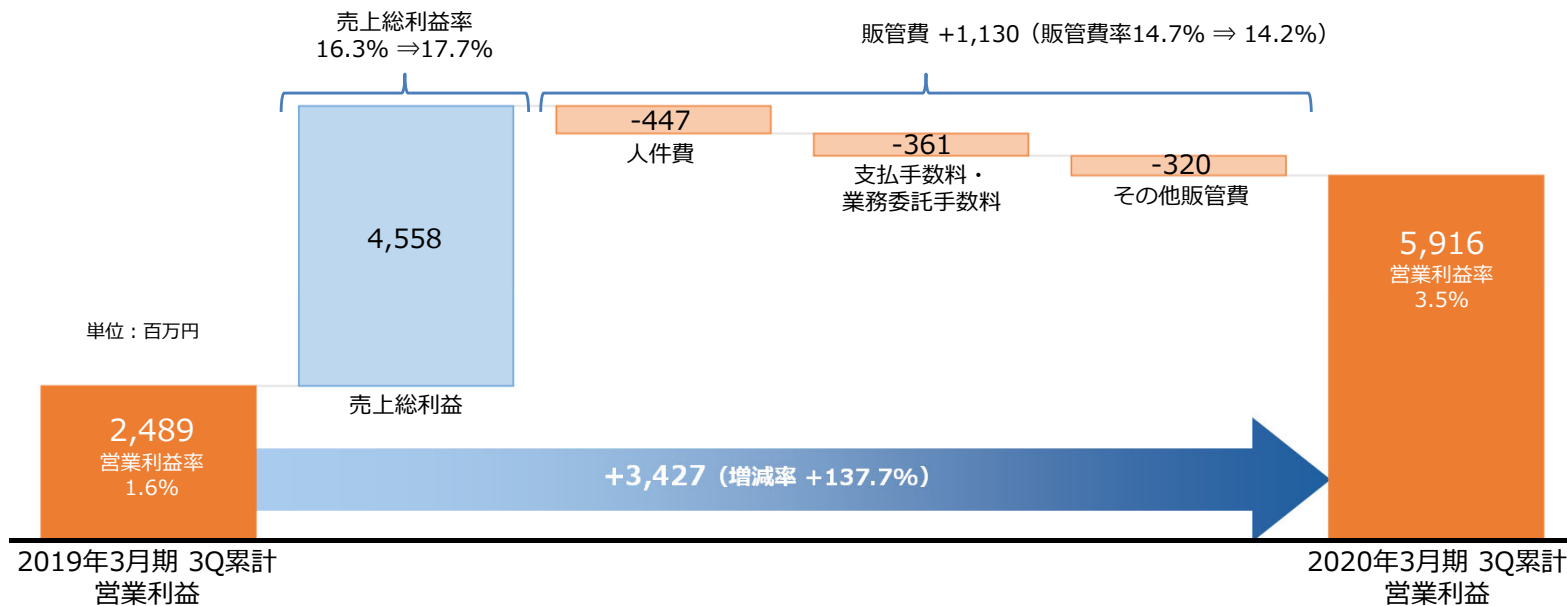 売上総利益率
16.3% ⇒17.7%
販管費 +1,130（販管費率14.7% ⇒ 14.2%）
-447
人件費
-361
支払手数料・
業務委託手数料
-320
その他販管費
4,558
売上総利益
5,916
営業利益率
3.5%
単位：百万円
2,489
営業利益率
1.6%
+3,427（増減率 +137.7%）
2019年3月期 3Q累計
営業利益
2020年3月期 3Q累計
営業利益